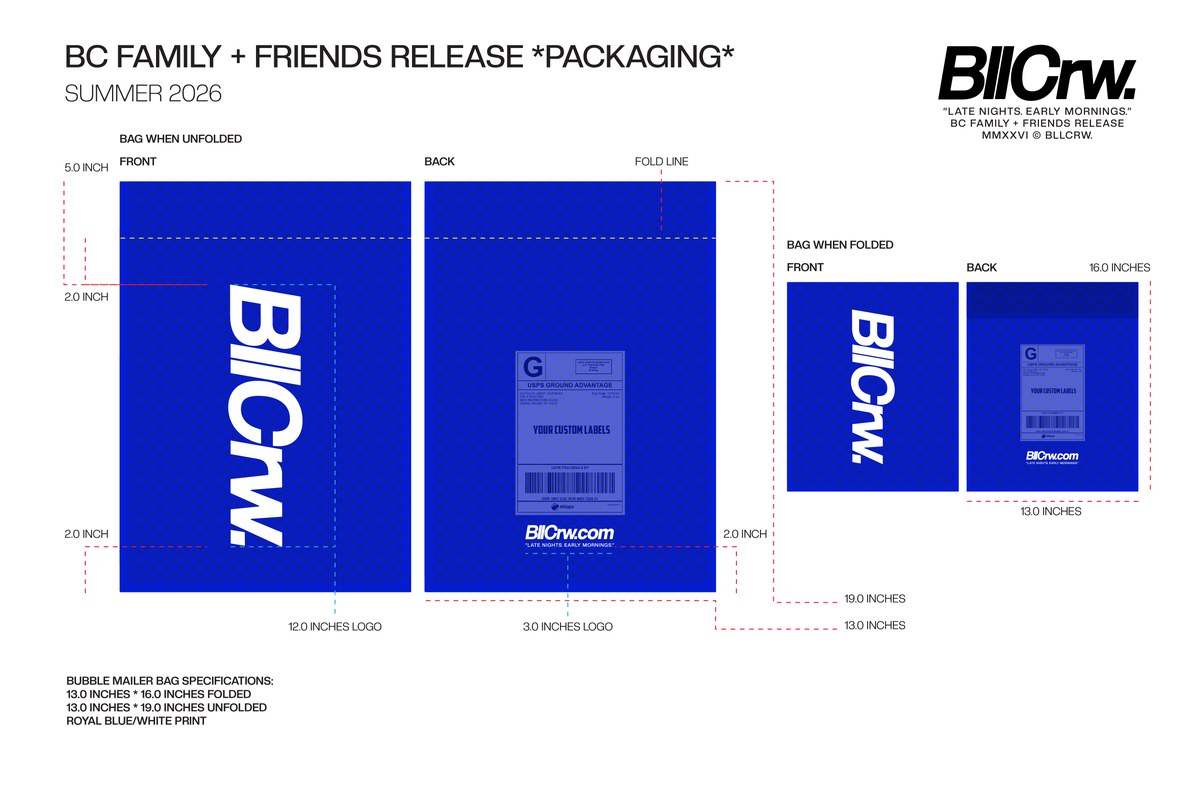 BC FAMILY + FRIENDS RELEASE *PACKAGING*
SUMMER 2026
BllCrw.
"LATE NIGHTS. EARLY MORNINGS."
BC FAMILY + FRIENDS RELEASE
MMXXVI © BLLCRW.
BAG WHEN UNFOLDED
5.0 INCH
FRONT
BACK
FOLD LINE
2.0 INCH
BllCrw.
2.0 INCH
12.0 INCHES LOGO
G
USPS GROUND ADVANTAGE
YOUR CUSTOM LABELS
BllCrw.com
"LATE NIGHTS EARLY MORNINGS"
2.0 INCH
3.0 INCHES LOGO
19.0 INCHES
13.0 INCHES
BAG WHEN FOLDED
FRONT
BACK
16.0 INCHES
BllCrw.
G
YOUR CUSTOM LABELS
BllCrw.com
"LATE NIGHTS EARLY MORNINGS"
13.0 INCHES
BUBBLE MAILER BAG SPECIFICATIONS:
13.0 INCHES * 16.0 INCHES FOLDED
13.0 INCHES * 19.0 INCHES UNFOLDED
ROYAL BLUE/WHITE PRINT